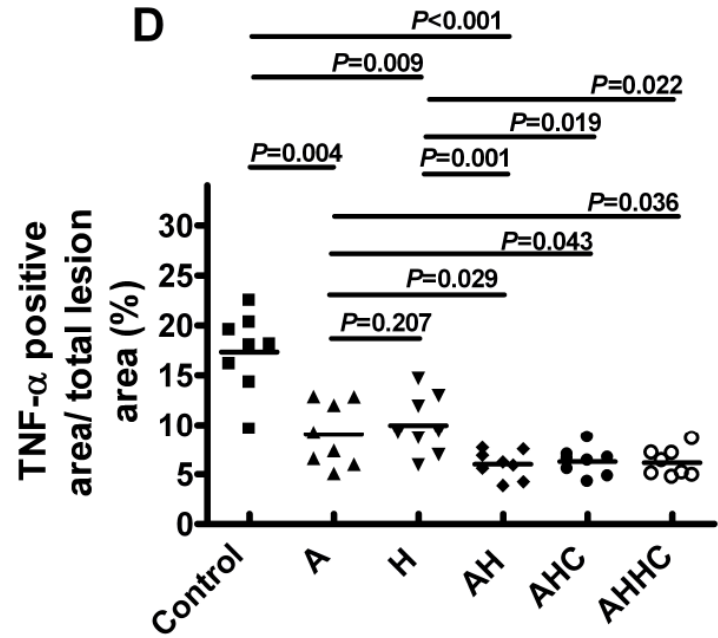 D
P<0.001
P=0.009
P=0.022
P=0.019
P=0.004
P=0.001
P=0.036
P=0.043
P=0.029
P=0.207
TNF-α positive
area/ total lesion
area (%)
30
25
20
15
10
5
0
Control
A
H
AH
AHC
AHHC